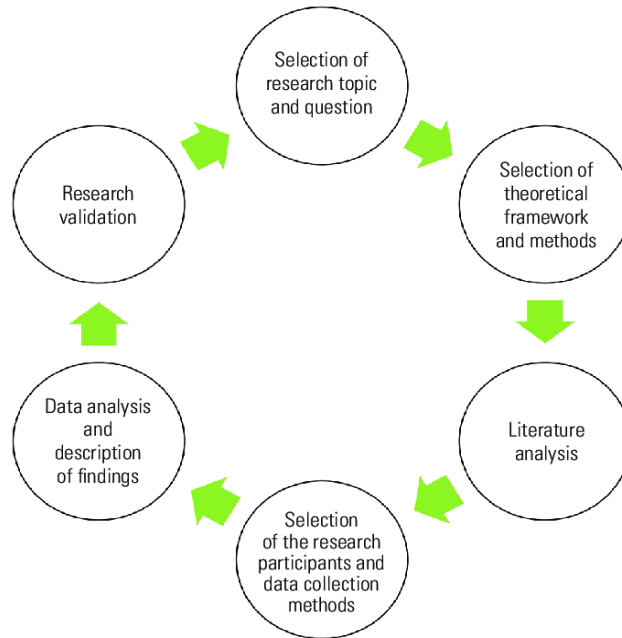 Selection of
research topic
and question
Selection of
theoretical
framework
and methods
Literature
analysis
Selection
of the research
participants and
data collection
methods
Data analysis
and
description
of findings
Research
validation